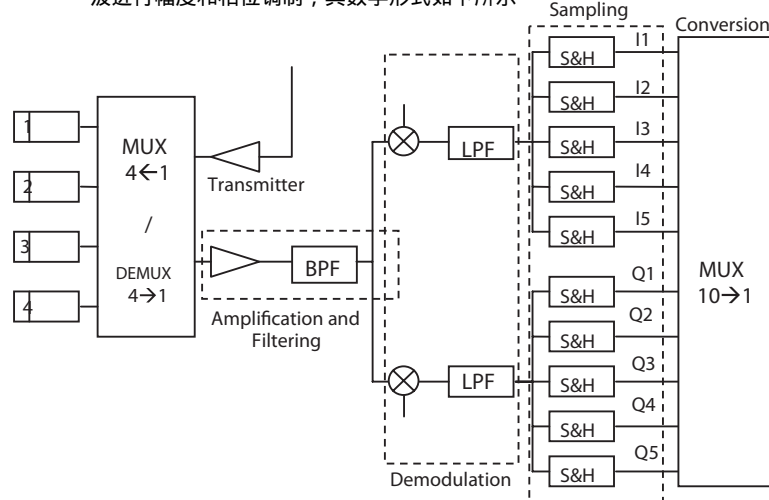 波进行幅度和相位调制，其数学形式如下所示
Sampling
Conversion
1
2
3
4
MUX
4←1
/
DEMUX
4→1
Transmitter
BPF
Amplification and
Filtering
LPF
LPF
Demodulation
S&H
I1
S&H
I2
S&H
I3
S&H
I4
S&H
I5
S&H
Q1
S&H
Q2
S&H
Q3
S&H
Q4
S&H
Q5
MUX
10→1